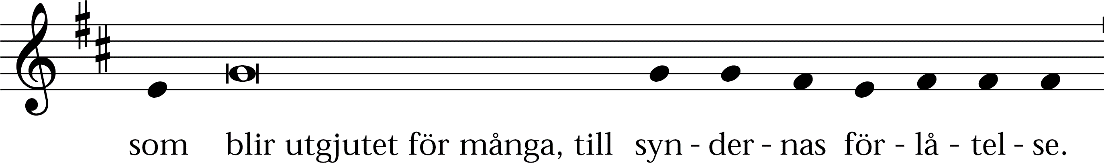 som blir utgjutet för många, till syn - der - nas för - lå - tel - se.